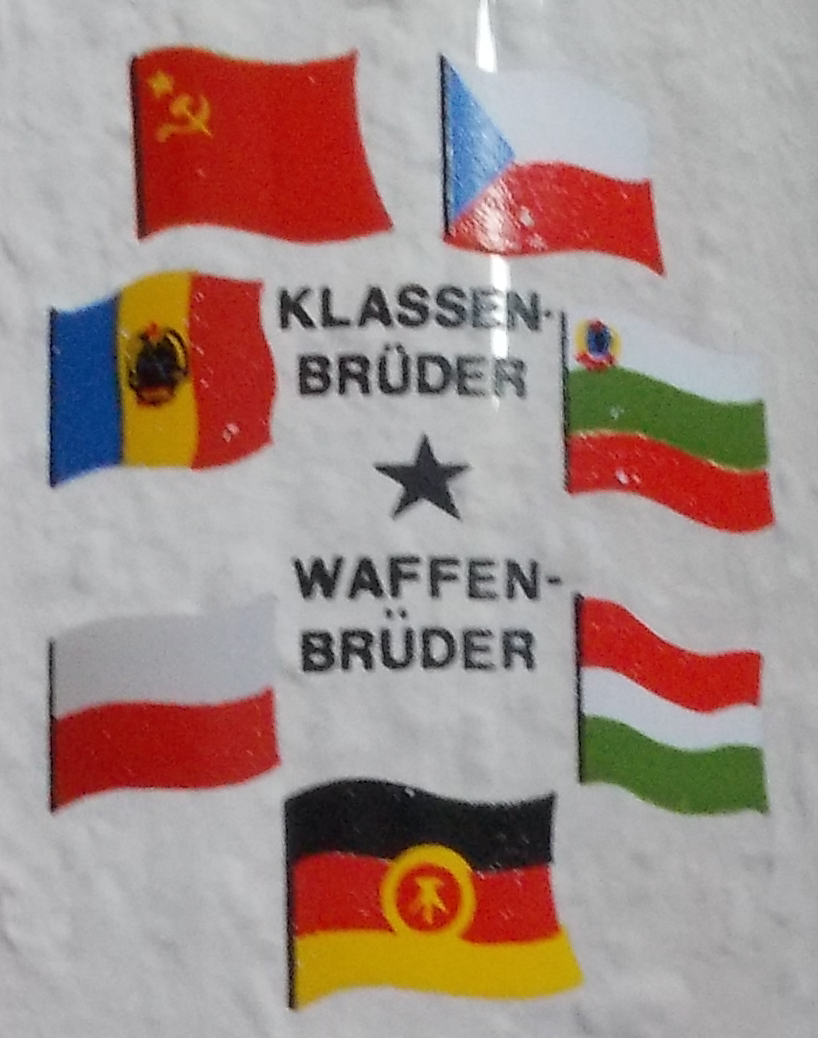 KLASSEN-
BRÜDER
WAFFEN-
BRÜDER